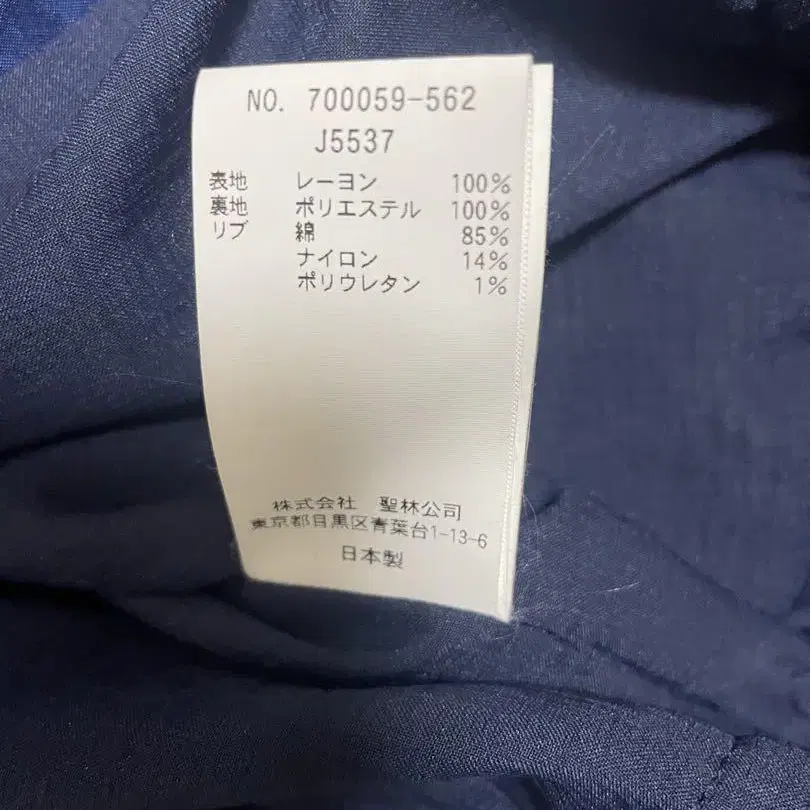 NO. 700059-562
J5537
表地 レーヨン 100%
裏地 ポリエステル 100%
リブ 綿 85%
ナイロン 14%
ポリウレタン 1%
株式会社 聖林公司
東京都目黒区青葉台1-13-6
日本製